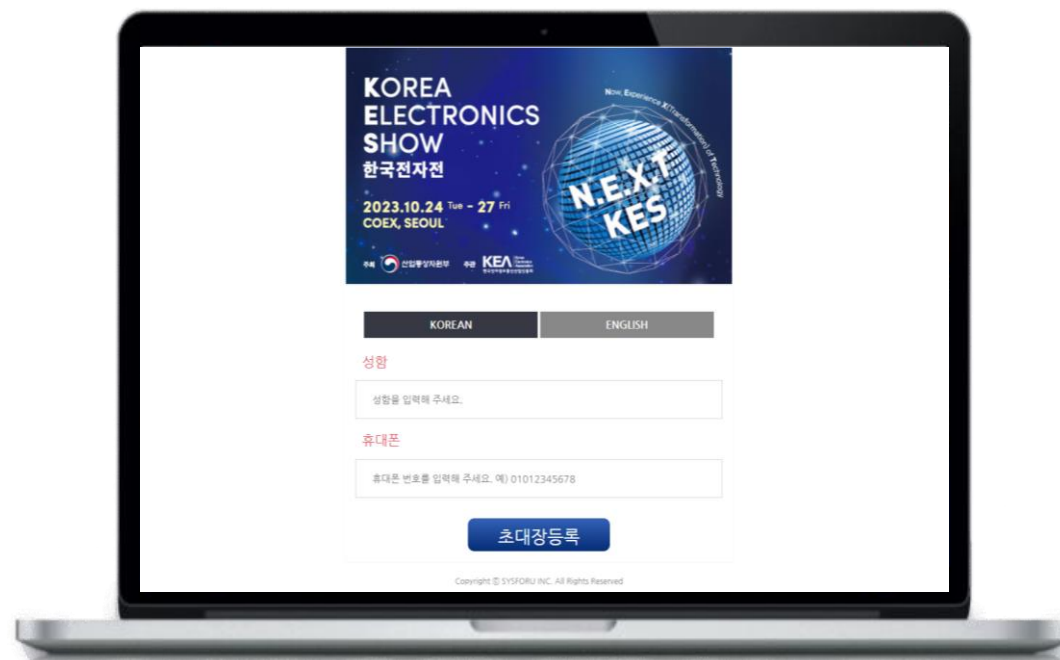 KOREA
ELECTRONICS
SHOW
한국전자전
2023.10.24 Tue - 27 Fri
COEX, SEOUL
주최 산업통상자원부 주관 KEA
Now, Experience X(Transformation) of Technology
N.E.X.T
KES
KOREAN ENGLISH
성함
성함을 입력해 주세요.
휴대폰
휴대폰 번호를 입력해 주세요. 예) 01012345678
초대장등록
Copyright ⓒ SYSFORU INC. All Rights Reserved